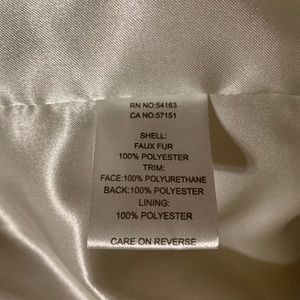 RN NO:54163
CA NO:57151
SHELL:
FAUX FUR
100% POLYESTER
TRIM:
FACE:100% POLYURETHANE
BACK:100% POLYESTER
LINING:
100% POLYESTER
CARE ON REVERSE